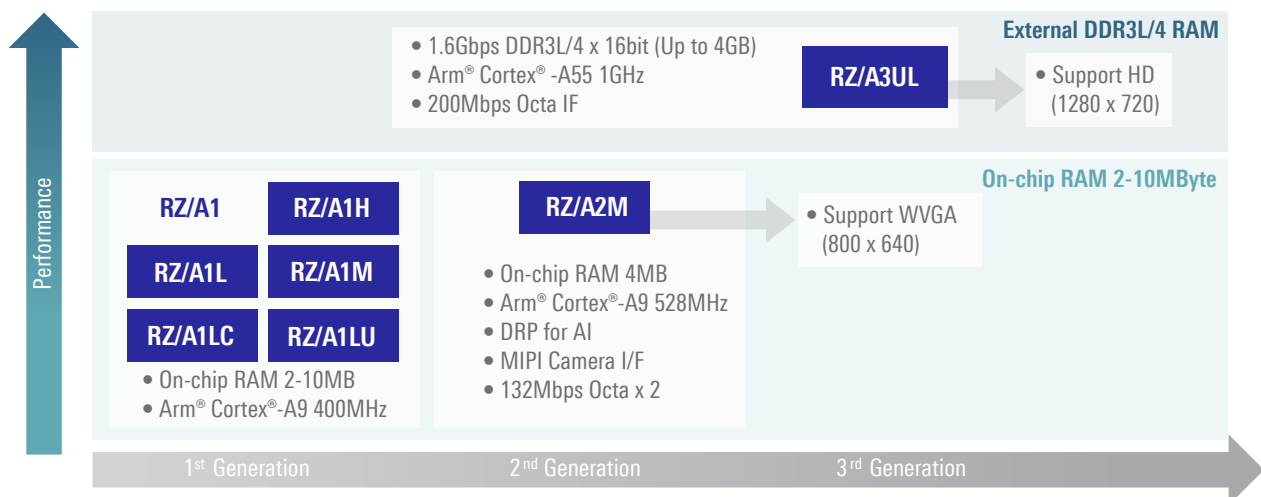 Performance
External DDR3L/4 RAM
• 1.6Gbps DDR3L/4 x 16bit (Up to 4GB)
• Arm® Cortex® -A55 1GHz
• 200Mbps Octa IF
RZ/A3UL
• Support HD
(1280 x 720)
On-chip RAM 2-10MByte
RZ/A1
RZ/A1H
RZ/A1L
RZ/A1M
RZ/A1LC
RZ/A1LU
• On-chip RAM 2-10MB
• Arm® Cortex®-A9 400MHz
RZ/A2M
• On-chip RAM 4MB
• Arm® Cortex®-A9 528MHz
• DRP for AI
• MIPI Camera I/F
• 132Mbps Octa x 2
• Support WVGA
(800 x 640)
1st Generation
2nd Generation
3rd Generation